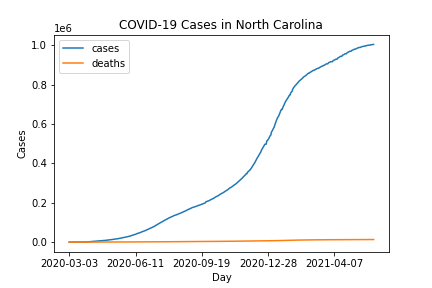 COVID-19 Cases in North Carolina
1e6
cases
deaths
1.0
0.8
0.6
0.4
0.2
0.0
Cases
2020-03-03 2020-06-11 2020-09-19 2020-12-28 2021-04-07
Day